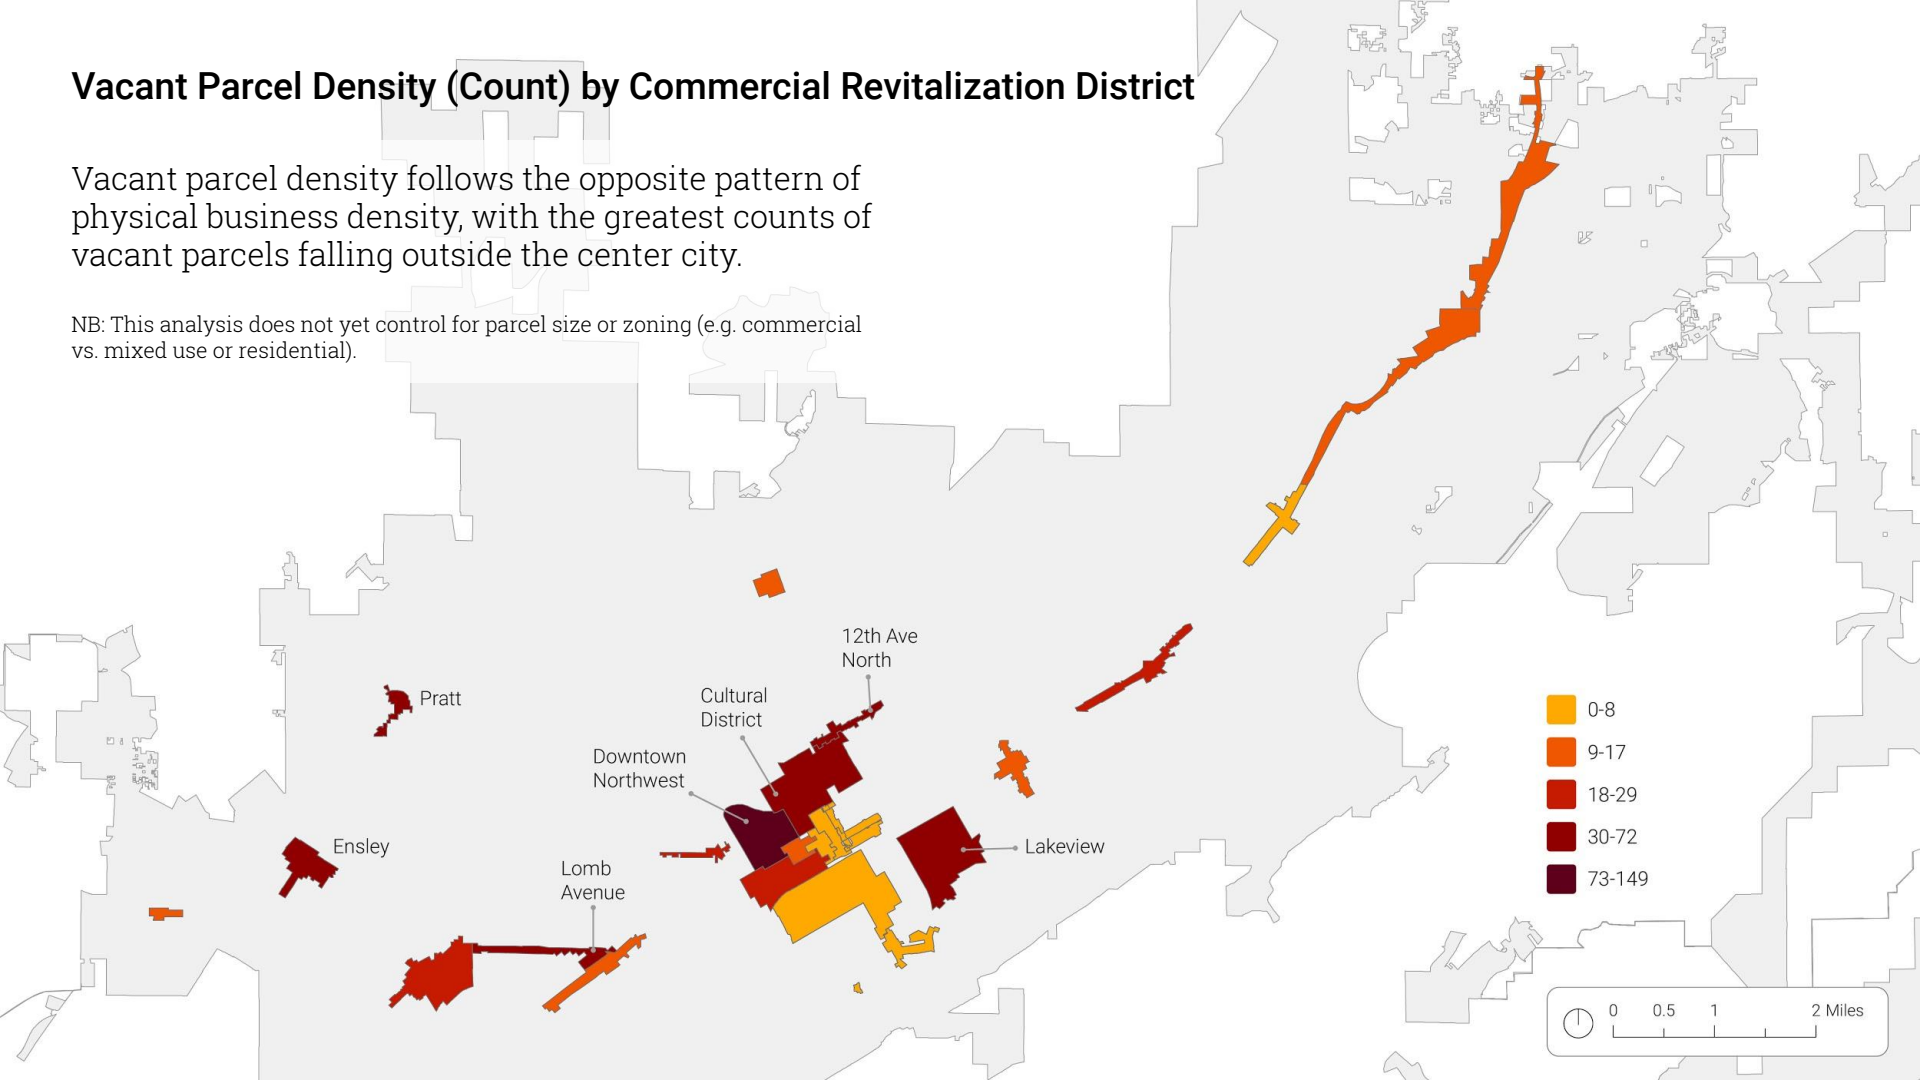 Vacant Parcel Density (Count) by Commercial Revitalization District
Vacant parcel density follows the opposite pattern of
physical business density, with the greatest counts of
vacant parcels falling outside the center city.
NB: This analysis does not yet control for parcel size or zoning (e.g. commercial
vs. mixed use or residential).
12th Ave
North
Cultural
District
Pratt
Downtown
Northwest
Ensley
Lakeview
Lomb
Avenue
0-8
9-17
18-29
30-72
73-149
0 0.5 1 2 Miles